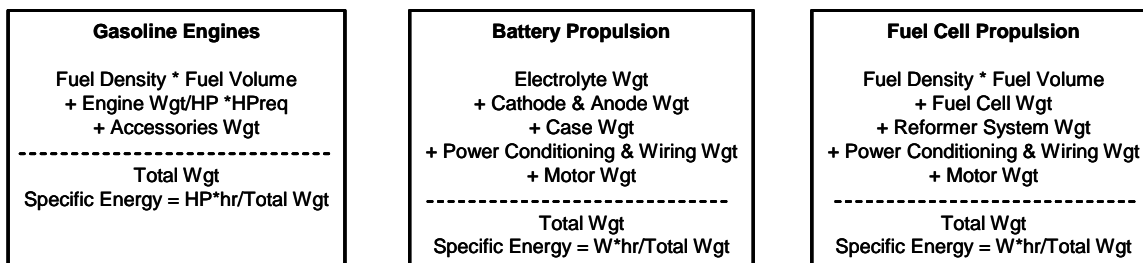 Gasoline Engines
Fuel Density * Fuel Volume
+ Engine Wgt/HP *HPreq
+ Accessories Wgt
Total Wgt
Specific Energy = HP*hr/Total Wgt
Battery Propulsion
Electrolyte Wgt
+ Cathode & Anode Wgt
+ Case Wgt
+ Power Conditioning & Wiring Wgt
+ Motor Wgt
Total Wgt
Specific Energy = W*hr/Total Wgt
Fuel Cell Propulsion
Fuel Density * Fuel Volume
+ Fuel Cell Wgt
+ Reformer System Wgt
+ Power Conditioning & Wiring Wgt
+ Motor Wgt
Total Wgt
Specific Energy = W*hr/Total Wgt